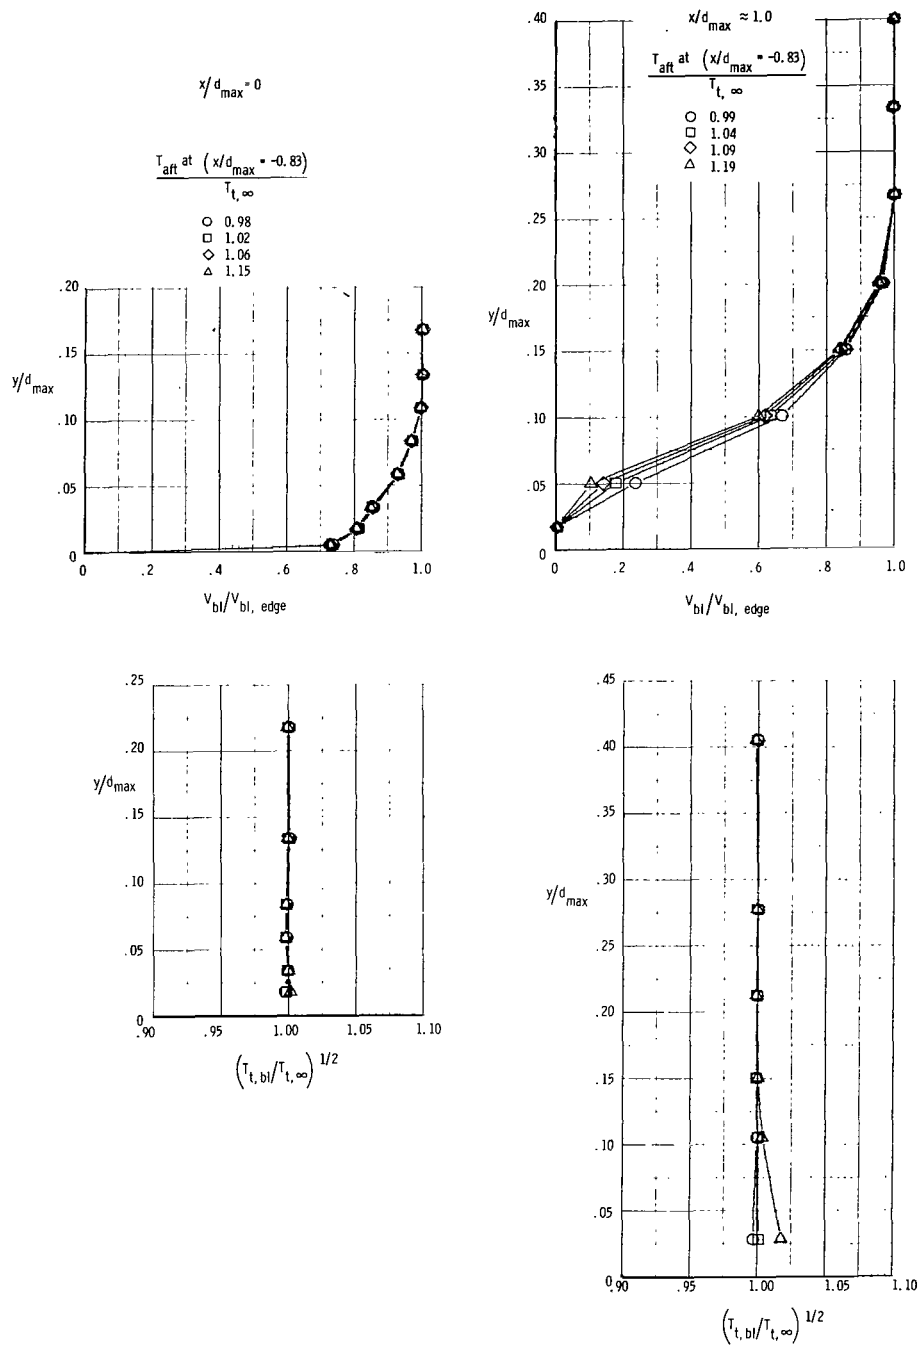 x/d_max = 0
T_aft at (x/d_max = -0.83)
T_t, ∞
0.98
1.02
1.06
1.15
.20
.15
y/d_max
.10
.05
0
0 .2 .4 .6 .8 1.0
V_bl/V_bl, edge
x/d_max ≈ 1.0
T_aft at (x/d_max = -0.83)
T_t, ∞
0.99
1.04
1.09
1.19
.40
.35
.30
.25
.20
y/d_max
.15
.10
.05
0
0 .2 .4 .6 .8 1.0
V_bl/V_bl, edge
.25
.20
y/d_max
.15
.10
.05
0
.90 .95 1.00 1.05 1.10
(T_t, bl/T_t, ∞)^1/2
.45
.40
.35
.30
y/d_max
.25
.20
.15
.10
.05
0
.90 .95 1.00 1.05 1.10
(T_t, bl/T_t, ∞)^1/2